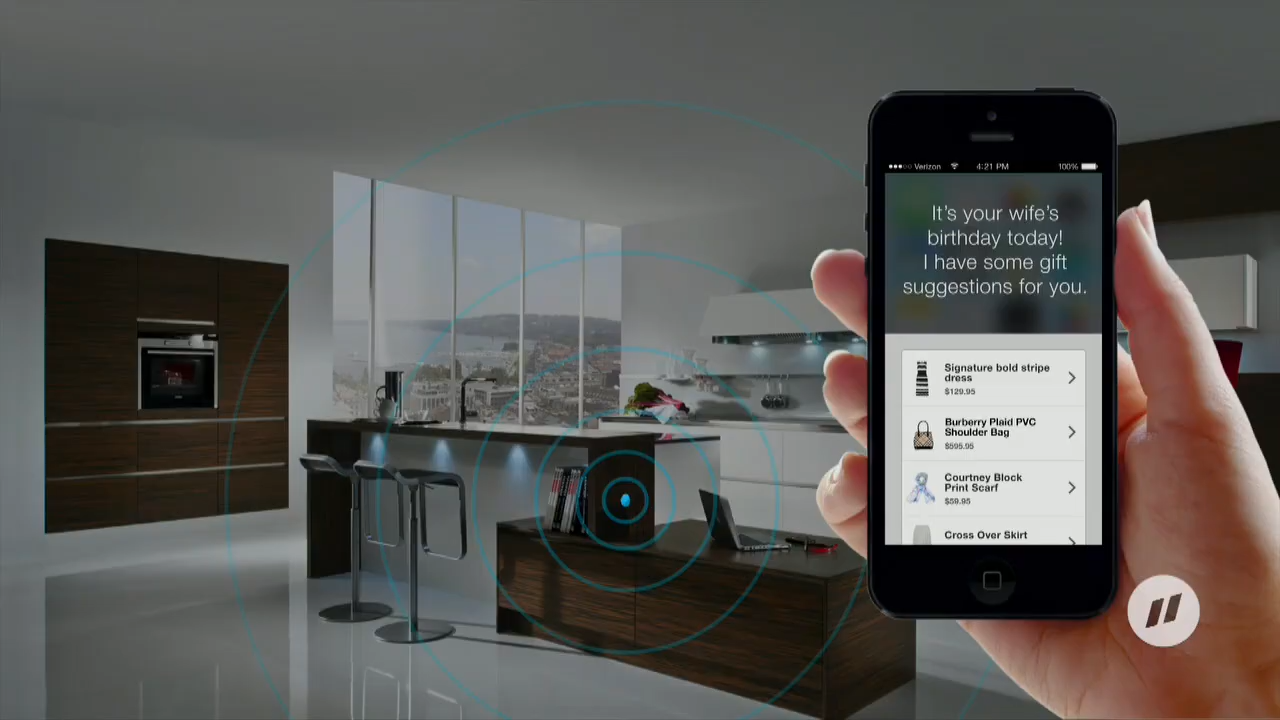 Verizon 4:21 PM 100%
It's your wife's
birthday today!
I have some gift
suggestions for you.
Signature bold stripe
dress
$129.95
Burberry Plaid PVC
Shoulder Bag
$595.95
Courtney Block
Print Scarf
$59.95
Cross Over Skirt